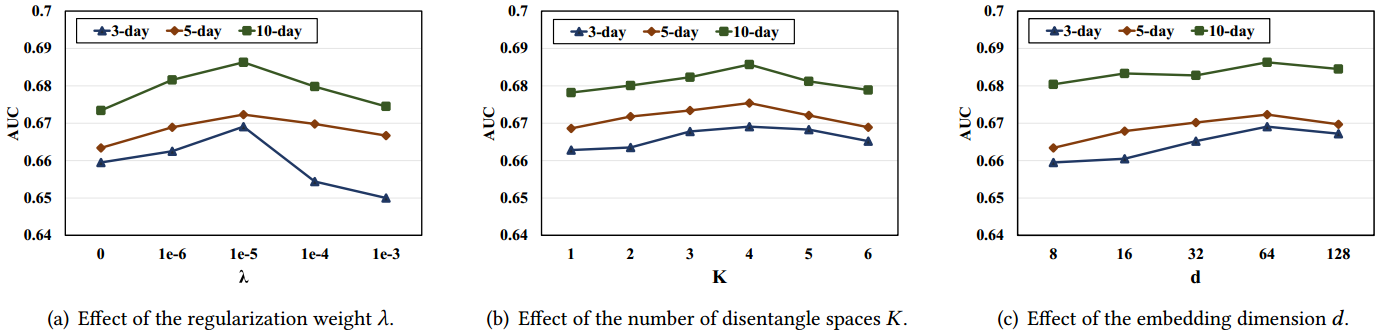 0.7
0.69
0.68
0.67
0.66
0.65
0.64
AUC
3-day 5-day 10-day
0 1e-6 1e-5 1e-4 1e-3
λ
(a) Effect of the regularization weight λ.
0.7
0.69
0.68
0.67
0.66
0.65
0.64
AUC
3-day 5-day 10-day
1 2 3 4 5 6
K
(b) Effect of the number of disentangle spaces K.
0.7
0.69
0.68
0.67
0.66
0.65
0.64
AUC
3-day 5-day 10-day
8 16 32 64 128
d
(c) Effect of the embedding dimension d.